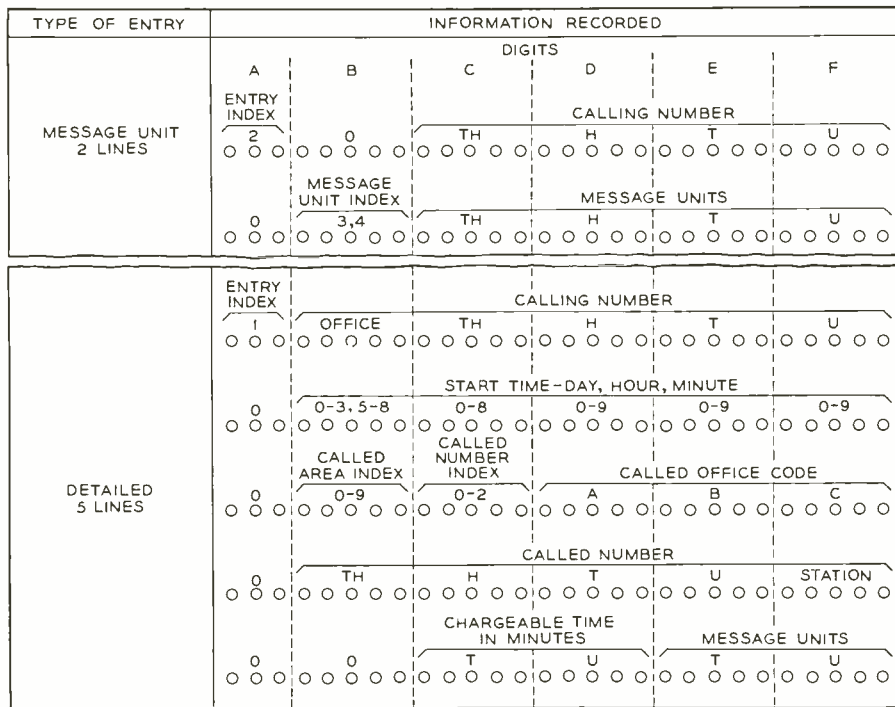 TYPE OF ENTRY INFORMATION RECORDED
DIGITS
A B C D E F
ENTRY
INDEX CALLING NUMBER
2 0 TH H T U
MESSAGE UNIT
2 LINES
MESSAGE
UNIT INDEX MESSAGE UNITS
0 3,4 TH H T U
ENTRY
INDEX CALLING NUMBER
1 OFFICE TH H T U
START TIME-DAY, HOUR, MINUTE
0 0-3,5-8 0-8 0-9 0-9 0-9
CALLED
AREA INDEX CALLED
NUMBER
INDEX CALLED OFFICE CODE
DETAILED
5 LINES
0 0-9 0-2 A B C
CALLED NUMBER
0 TH H T U STATION
CHARGEABLE TIME
IN MINUTES MESSAGE UNITS
0 0 T U T U